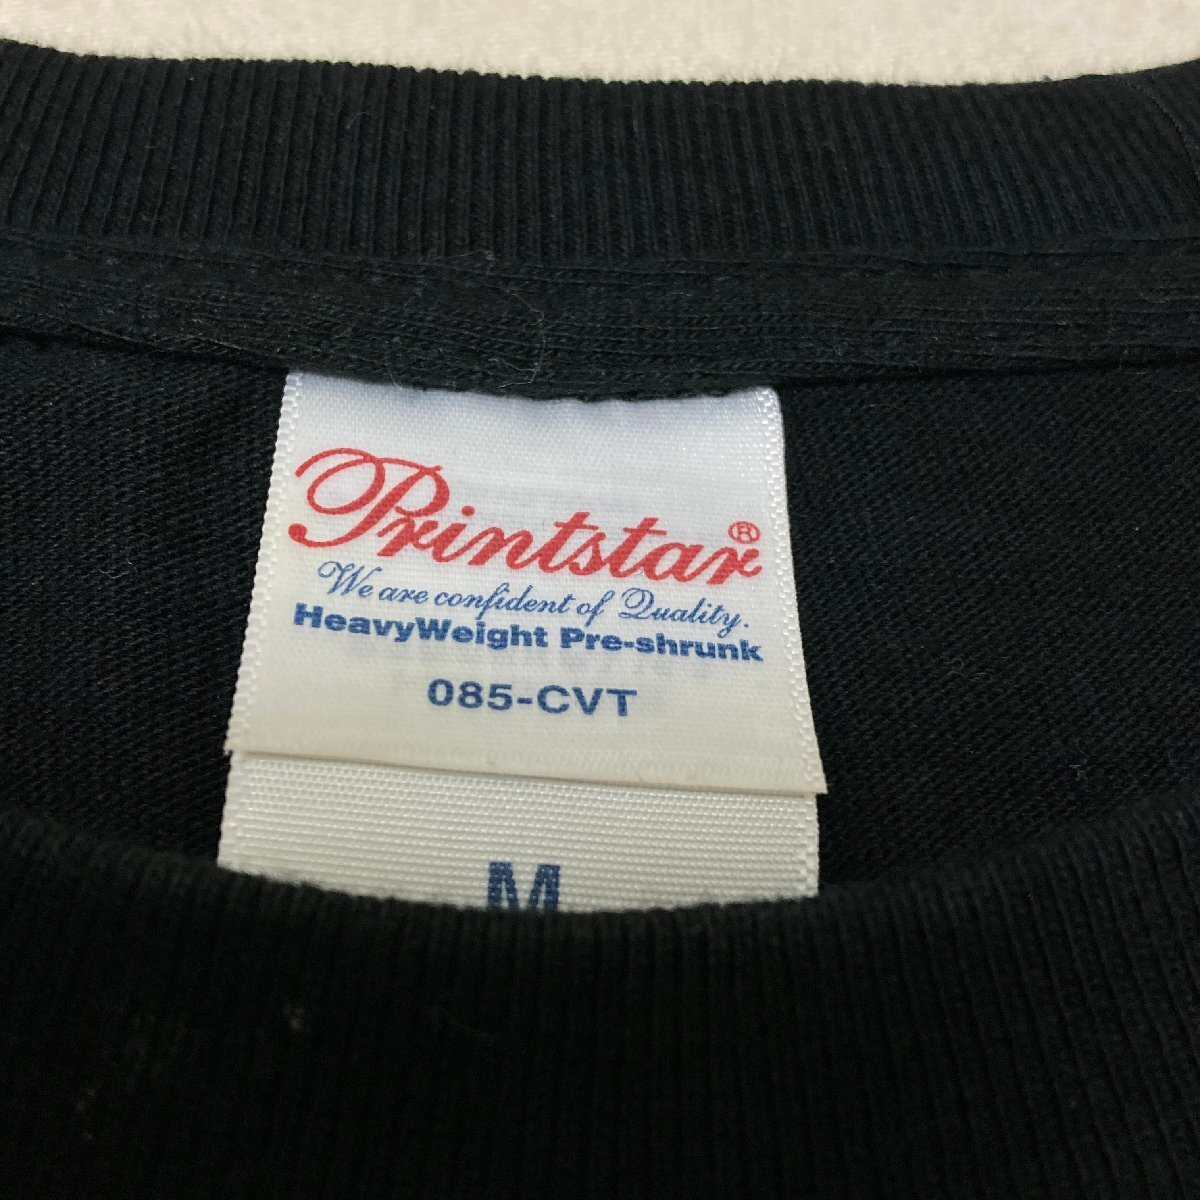 Printstar®
We are confident of Quality.
HeavyWeight Pre-shrunk
085-CVT
M